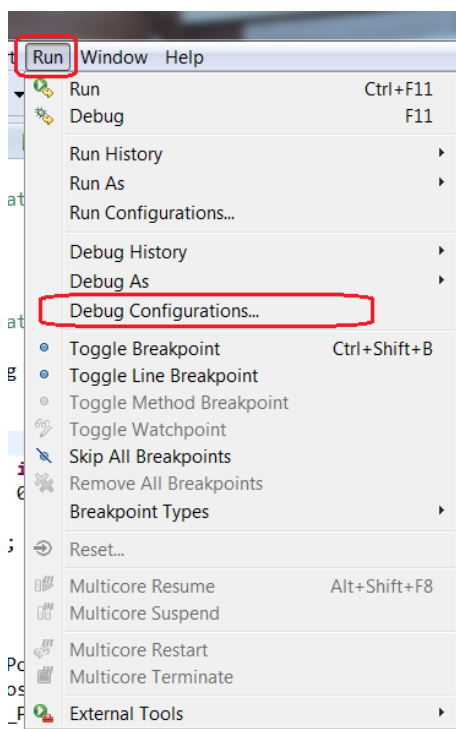 Run Window Help
Run Ctrl+F11
Debug F11
Run History
Run As
Run Configurations...
Debug History
Debug As
Debug Configurations...
Toggle Breakpoint Ctrl+Shift+B
Toggle Line Breakpoint
Toggle Method Breakpoint
Toggle Watchpoint
Skip All Breakpoints
Remove All Breakpoints
Breakpoint Types
Reset...
Multicore Resume Alt+Shift+F8
Multicore Suspend
Multicore Restart
Multicore Terminate
External Tools